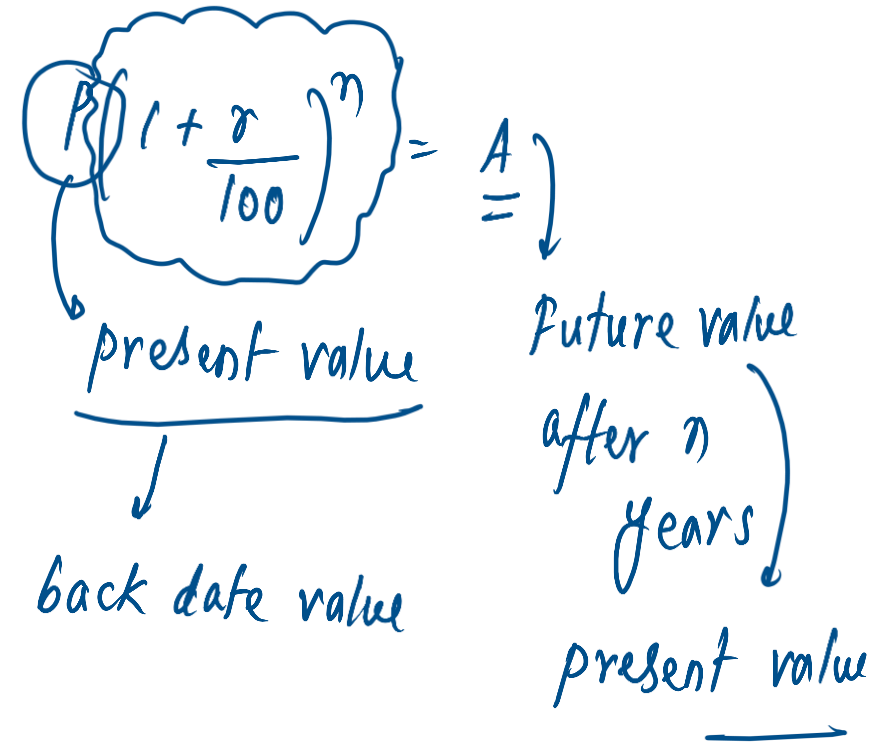 P(1 + r/100)^n = A
present value
back date value
Future value
after n
years
present value